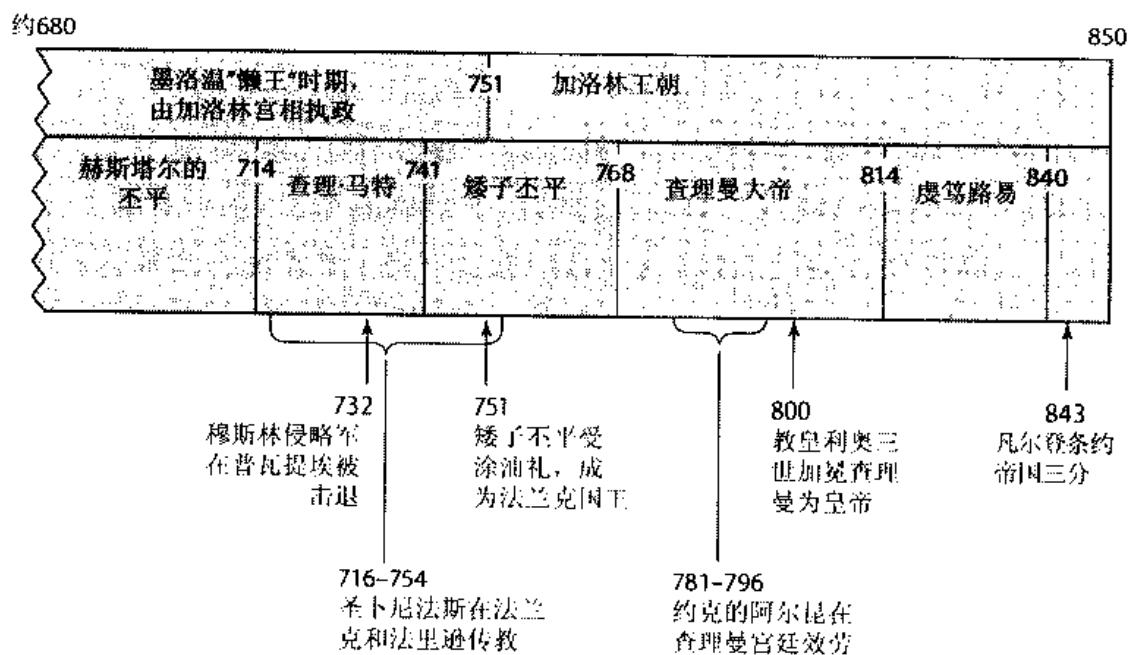 约680
850
墨洛温"懒王"时期,
由加洛林宫相执政
751
加洛林王朝
赫斯塔尔的
丕平
714
查理·马特
741
矮子丕平
768
查理曼大帝
814
虔笃路易
840
732
穆斯林侵略军
在普瓦提埃被
击退
751
矮子丕平受
涂油礼，成
为法兰克国王
800
教皇利奥三
世加冕查理
曼为皇帝
843
凡尔登条约
帝国三分
716–754
圣卜尼法斯在法兰
克和法里逊传教
781–796
约克的阿尔昆在
查理曼宫廷效劳